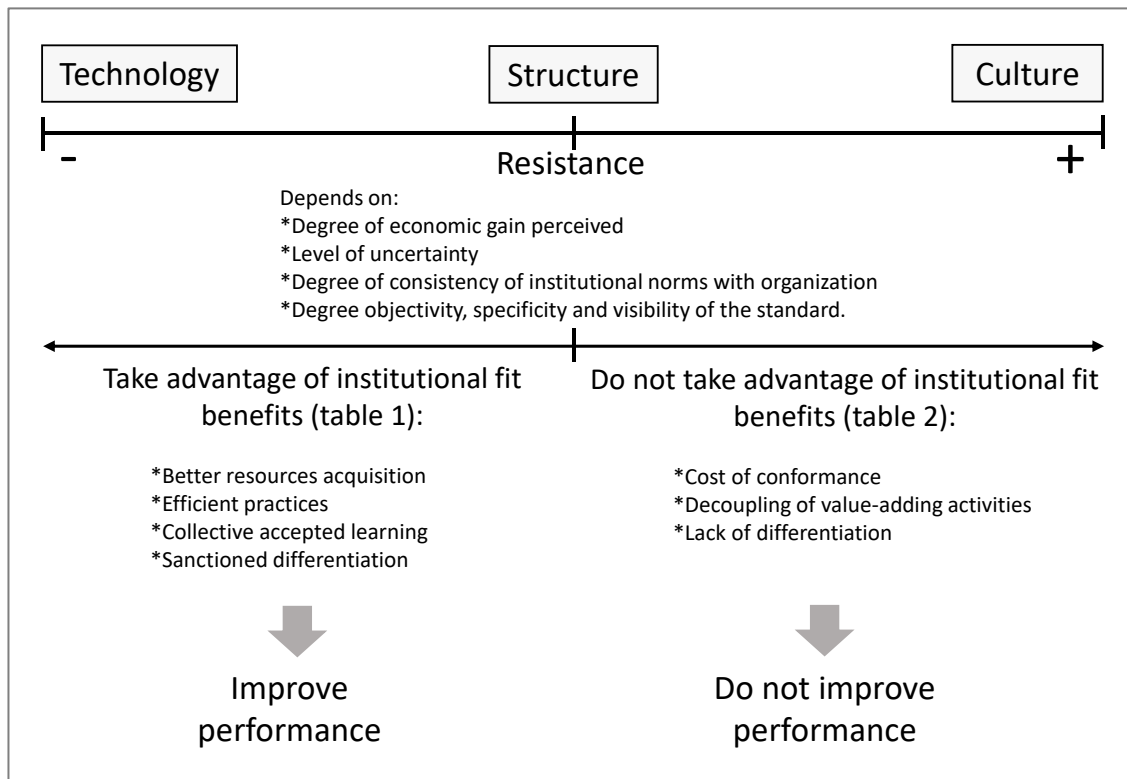 Technology
Structure
Culture
-
Resistance
+
Depends on:
*Degree of economic gain perceived
*Level of uncertainty
*Degree of consistency of institutional norms with organization
*Degree objectivity, specificity and visibility of the standard.
Take advantage of institutional fit
benefits (table 1):
*Better resources acquisition
*Efficient practices
*Collective accepted learning
*Sanctioned differentiation
Improve
performance
Do not take advantage of institutional fit
benefits (table 2):
*Cost of conformance
*Decoupling of value-adding activities
*Lack of differentiation
Do not improve
performance